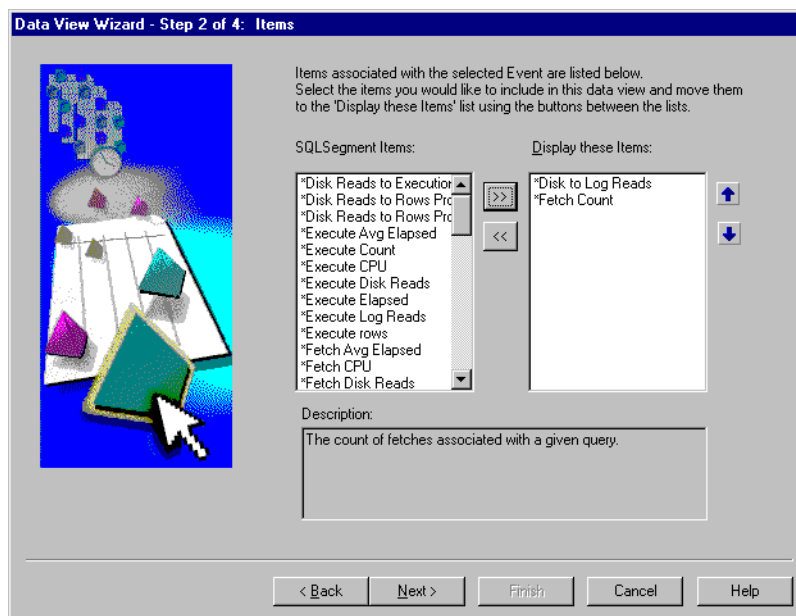 Data View Wizard - Step 2 of 4: Items
Items associated with the selected Event are listed below.
Select the items you would like to include in this data view and move them
to the 'Display these Items' list using the buttons between the lists.
SQLSegment Items:
Display these Items:
*Disk Reads to Execution
*Disk Reads to Rows Pro
*Disk Reads to Rows Pro
*Execute Avg Elapsed
*Execute Count
*Execute CPU
*Execute Disk Reads
*Execute Elapsed
*Execute Log Reads
*Execute rows
*Fetch Avg Elapsed
*Fetch CPU
*Fetch Disk Reads
>>
<<
*Disk to Log Reads
*Fetch Count
Description:
The count of fetches associated with a given query.
< Back
Next >
Finish
Cancel
Help